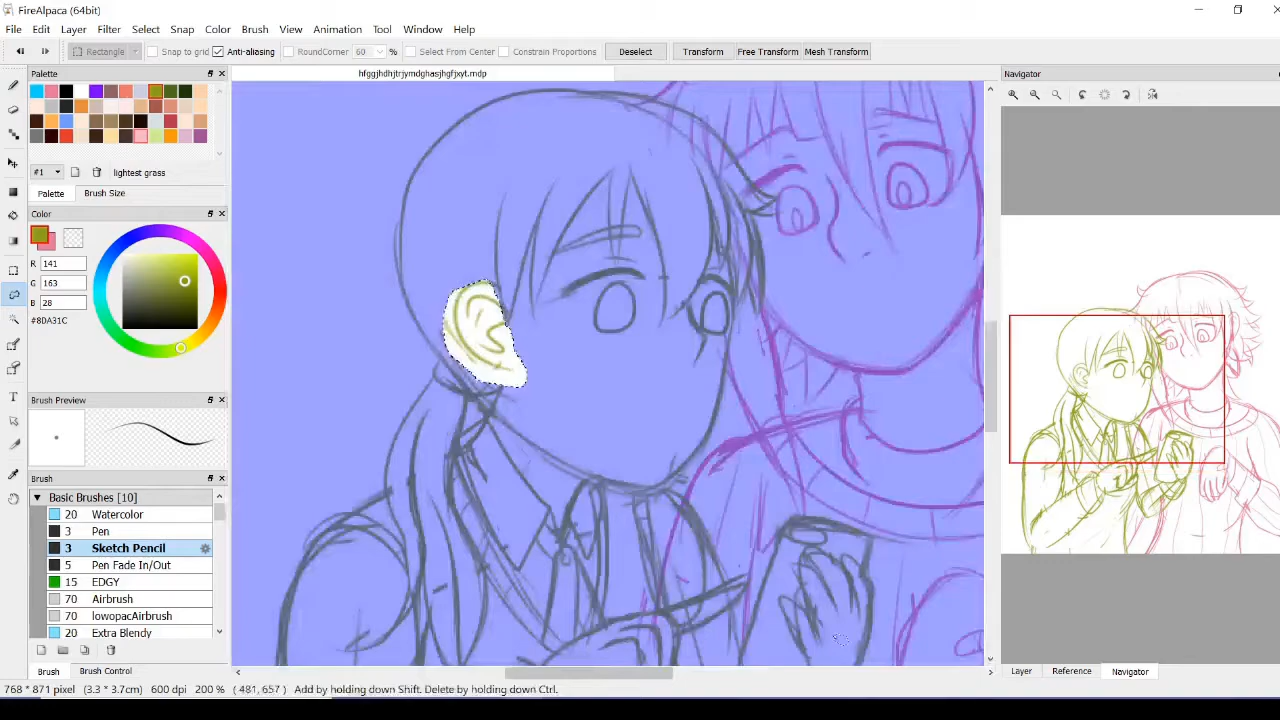 FireAlpaca (64bit)
File Edit Layer Filter Select Snap Color Brush View Animation Tool Window Help
Rectangle Snap to grid Anti-aliasing RoundCorner 60 % Select From Center Constrain Proportions Deselect Transform Free Transform Mesh Transform
Palette
hfggjhdhjtrjymdghasjhgfjxyt.mdp
Navigator
#1 lightest grass
Palette Brush Size
Color
R 141
G 163
B 28
#8DA31C
Brush Preview
Brush
Basic Brushes [10]
20 Watercolor
3 Pen
3 Sketch Pencil
5 Pen Fade In/Out
15 EDGY
70 Airbrush
70 lowopacAirbrush
20 Extra Blendy
Brush Brush Control
Layer Reference Navigator
768 * 871 pixel (3.3 * 3.7cm) 600 dpi 200 % ( 481, 657 ) Add by holding down Shift. Delete by holding down Ctrl.